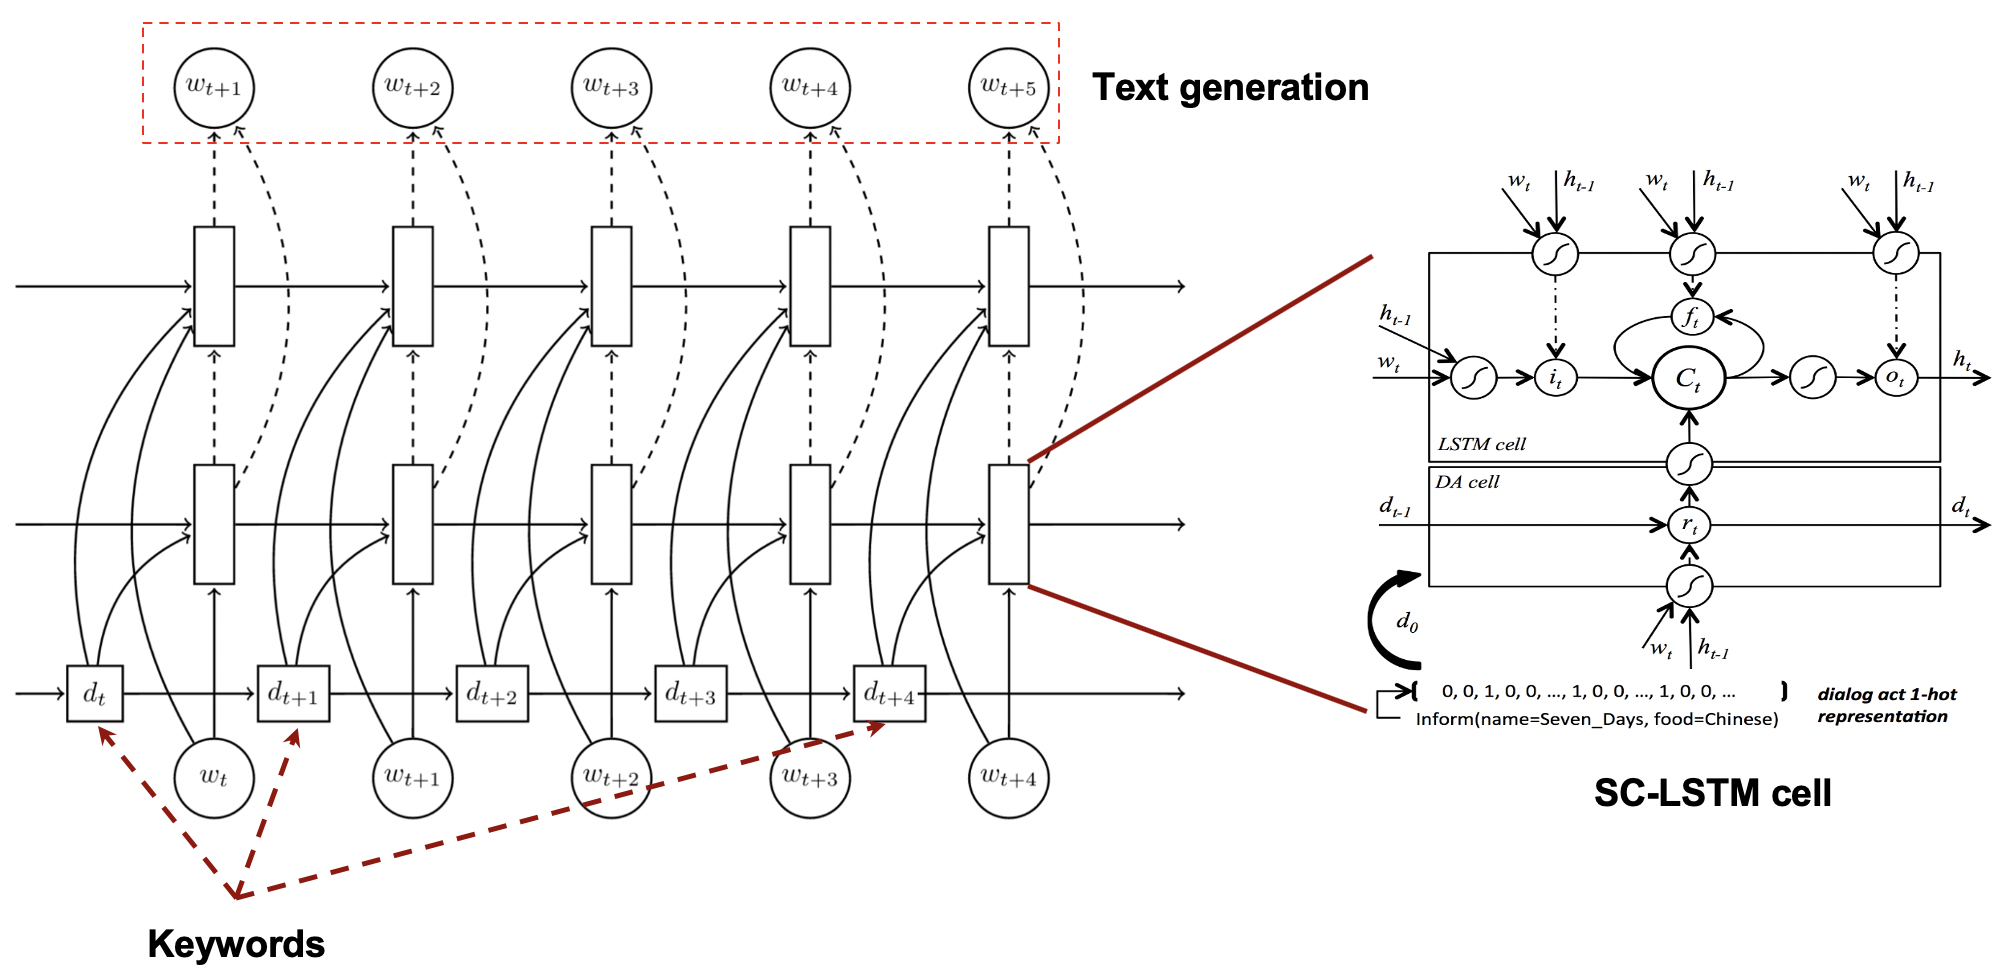 w_{t+1} w_{t+2} w_{t+3} w_{t+4} w_{t+5}
Text generation
w_t h_{t-1} w_t h_{t-1} w_t h_{t-1}
h_{t-1}
f_t
w_t i_t C_t o_t h_t
LSTM cell
DA cell
d_{t-1} r_t d_t
d_0
w_t h_{t-1}
d_t d_{t+1} d_{t+2} d_{t+3} d_{t+4}
0, 0, 1, 0, 0, ..., 1, 0, 0, ..., 1, 0, 0, ...
dialog act 1-hot
representation
Inform(name=Seven_Days, food=Chinese)
w_t w_{t+1} w_{t+2} w_{t+3} w_{t+4}
SC-LSTM cell
Keywords